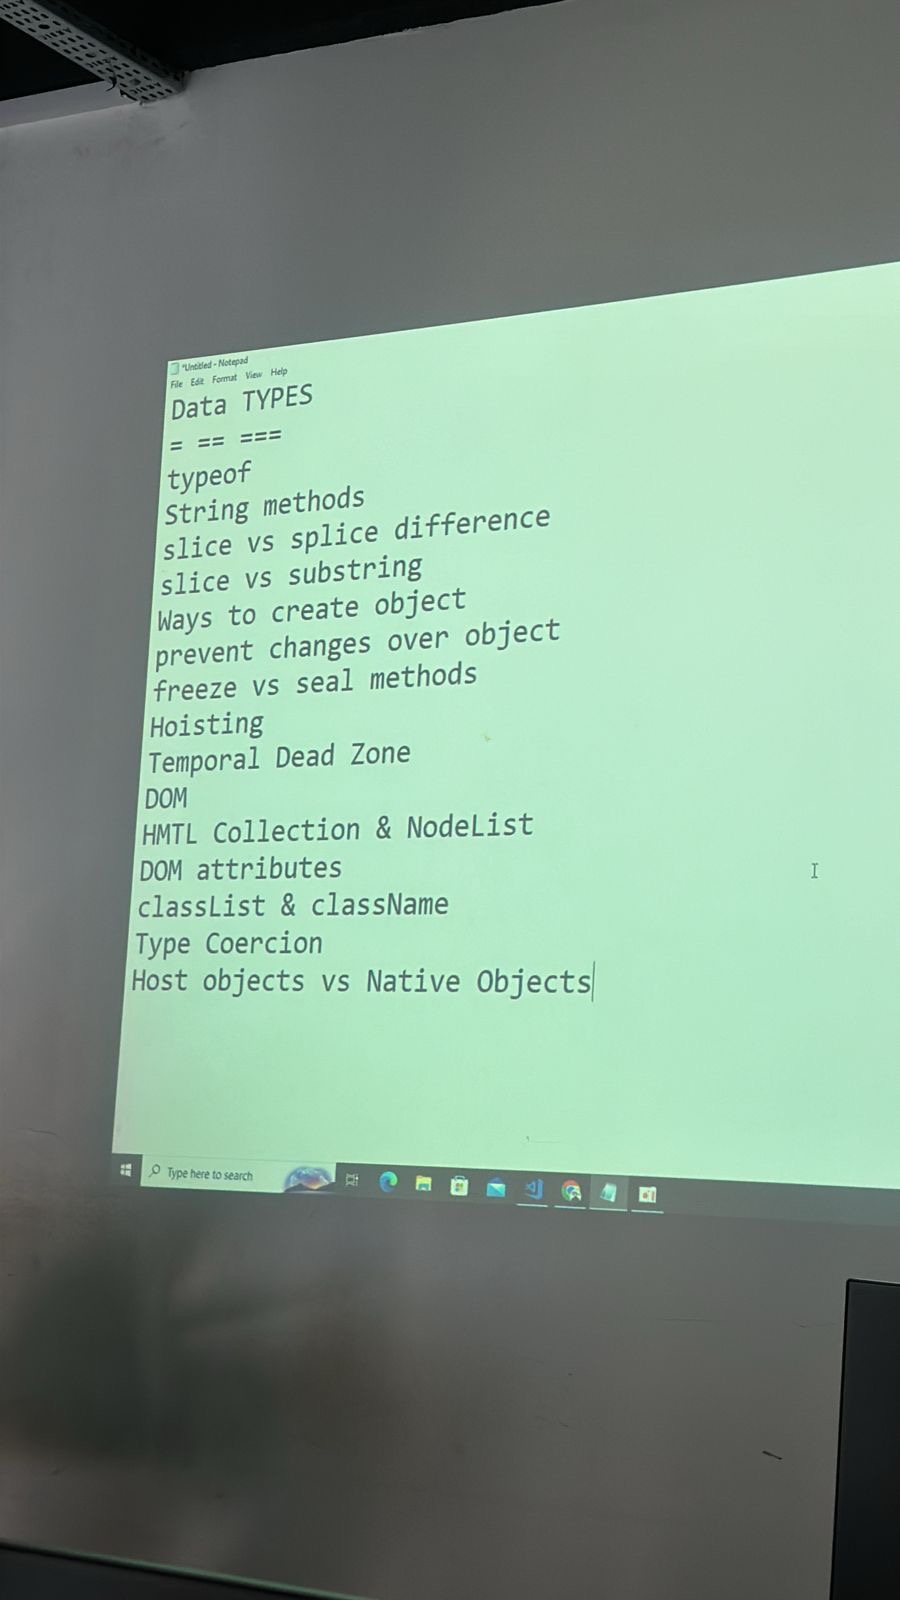 *Untitled - Notepad
File Edit Format View Help
Data TYPES
= == ===
typeof
String methods
slice vs splice difference
slice vs substring
Ways to create object
prevent changes over object
freeze vs seal methods
Hoisting
Temporal Dead Zone
DOM
HMTL Collection & NodeList
DOM attributes
classList & className
Type Coercion
Host objects vs Native Objects
Type here to search